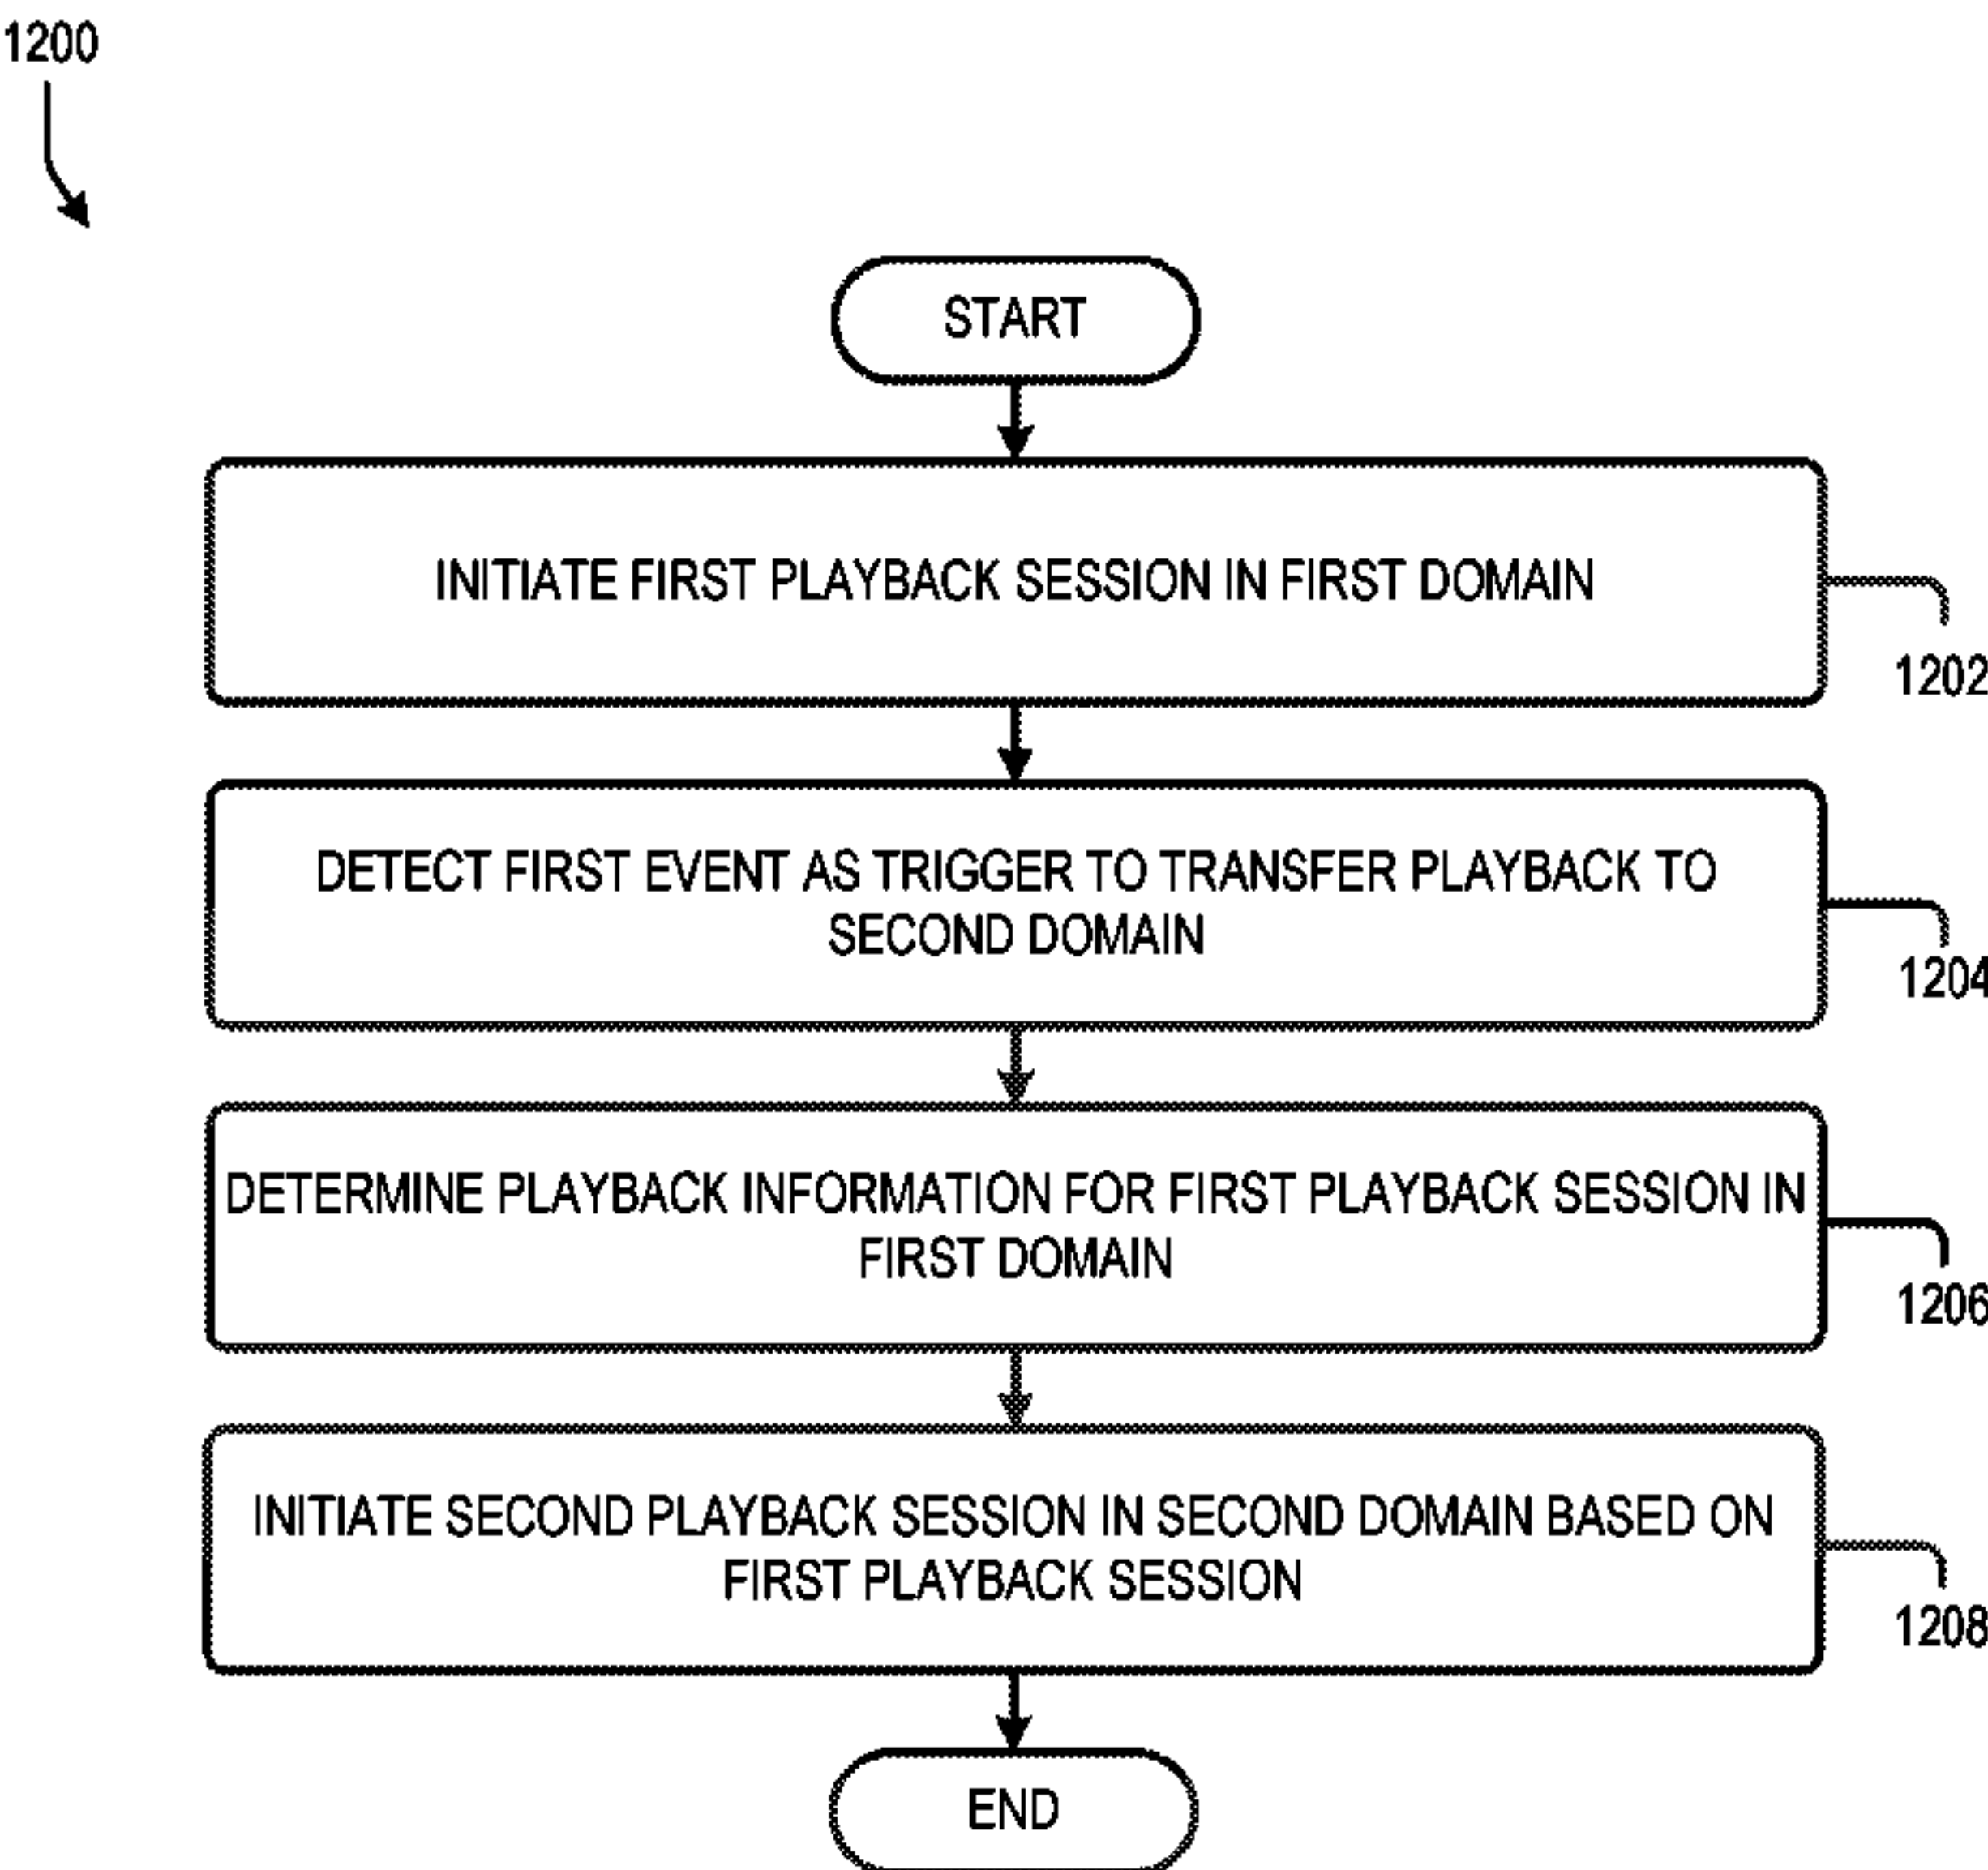 1200
START
INITIATE FIRST PLAYBACK SESSION IN FIRST DOMAIN
1202
DETECT FIRST EVENT AS TRIGGER TO TRANSFER PLAYBACK TO
SECOND DOMAIN
1204
DETERMINE PLAYBACK INFORMATION FOR FIRST PLAYBACK SESSION IN
FIRST DOMAIN
1206
INITIATE SECOND PLAYBACK SESSION IN SECOND DOMAIN BASED ON
FIRST PLAYBACK SESSION
1208
END